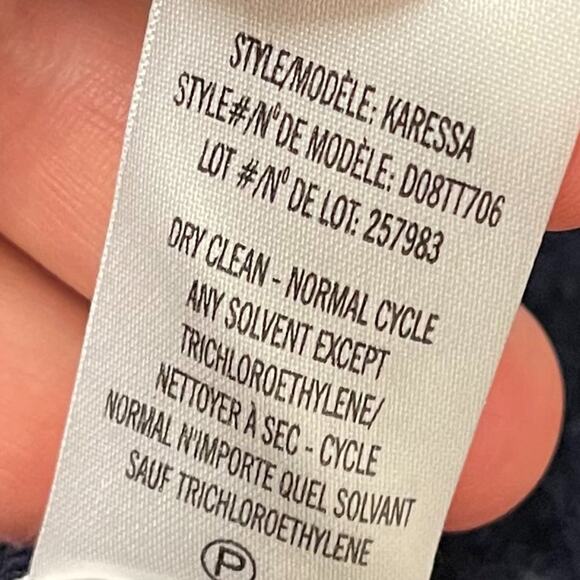 STYLE/MODÈLE: KARESSA
STYLE#/Nº DE MODÈLE: D08TT706
LOT #/Nº DE LOT: 257983
DRY CLEAN - NORMAL CYCLE
ANY SOLVENT EXCEPT
TRICHLOROETHYLENE/
NETTOYER À SEC - CYCLE
NORMAL N'IMPORTE QUEL SOLVANT
SAUF TRICHLOROETHYLENE
P